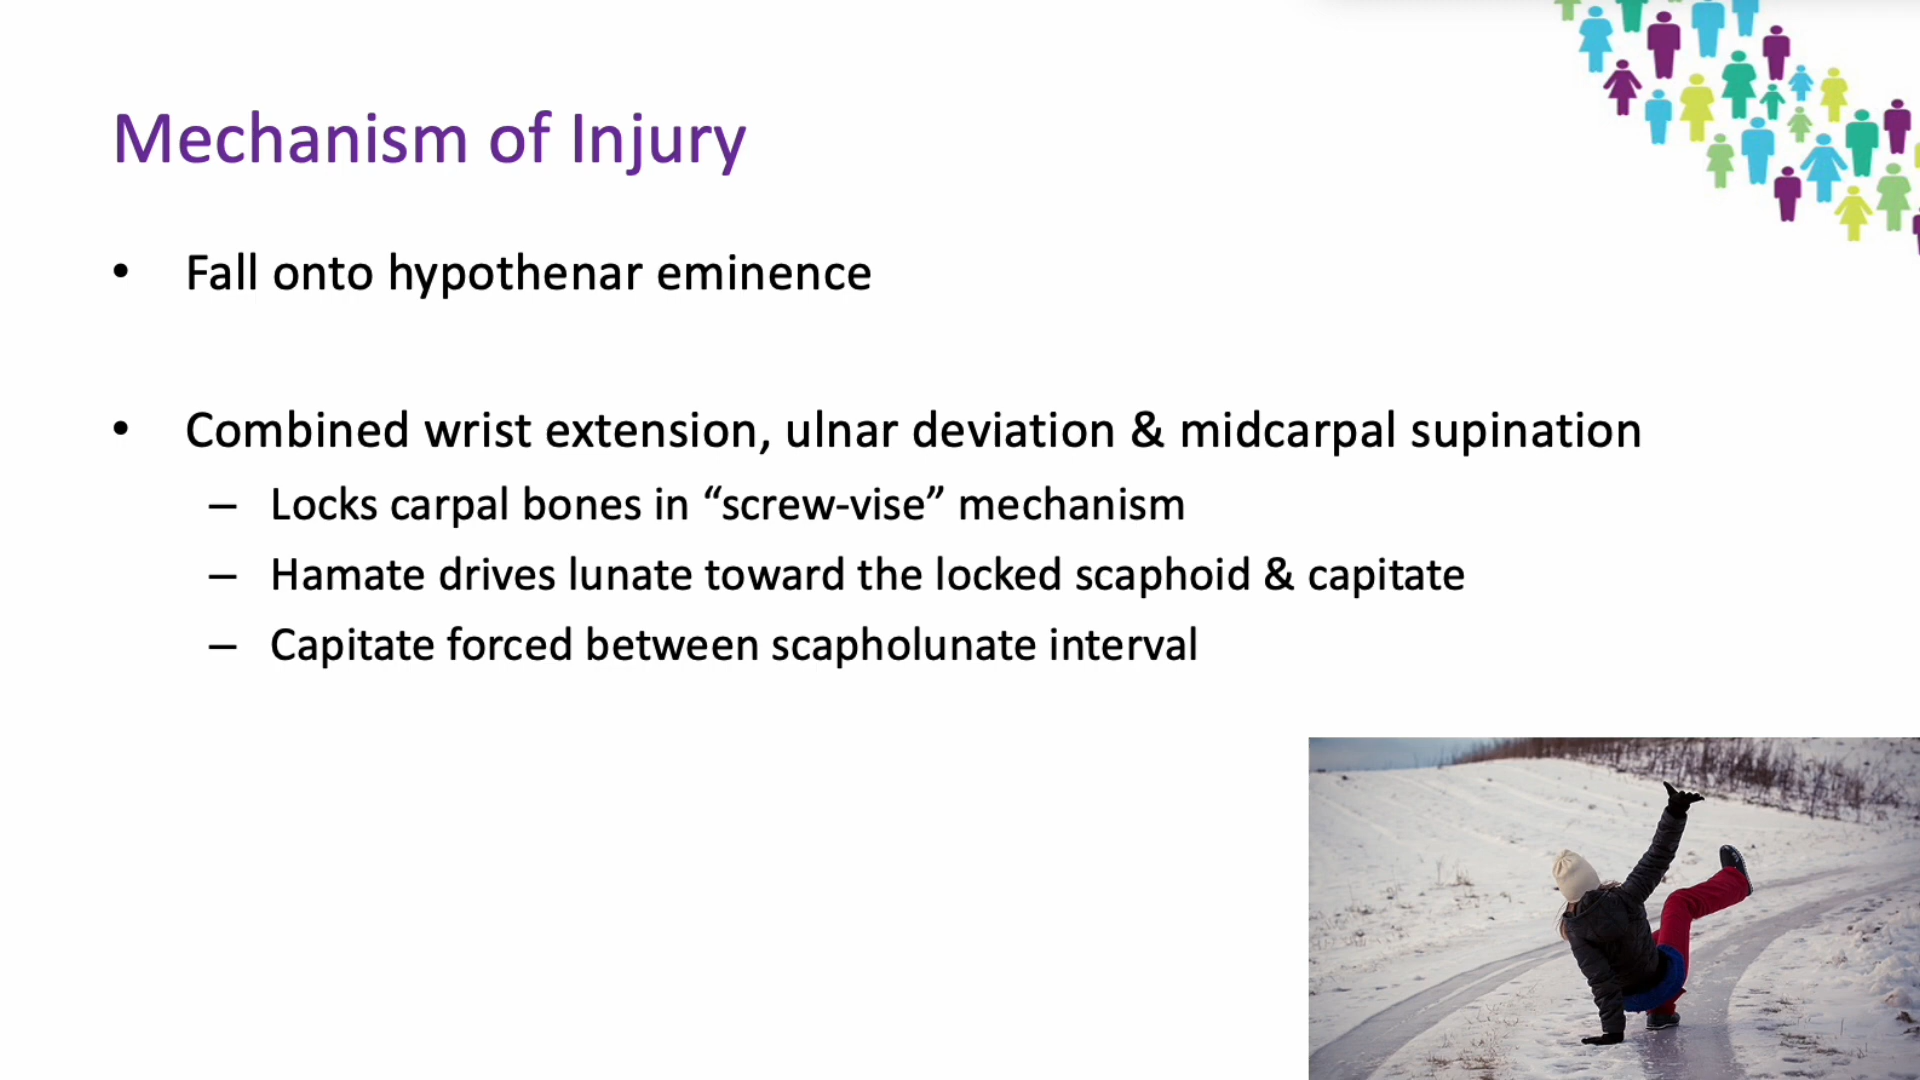 Mechanism of Injury
• Fall onto hypothenar eminence
• Combined wrist extension, ulnar deviation & midcarpal supination
– Locks carpal bones in “screw-vise” mechanism
– Hamate drives lunate toward the locked scaphoid & capitate
– Capitate forced between scapholunate interval